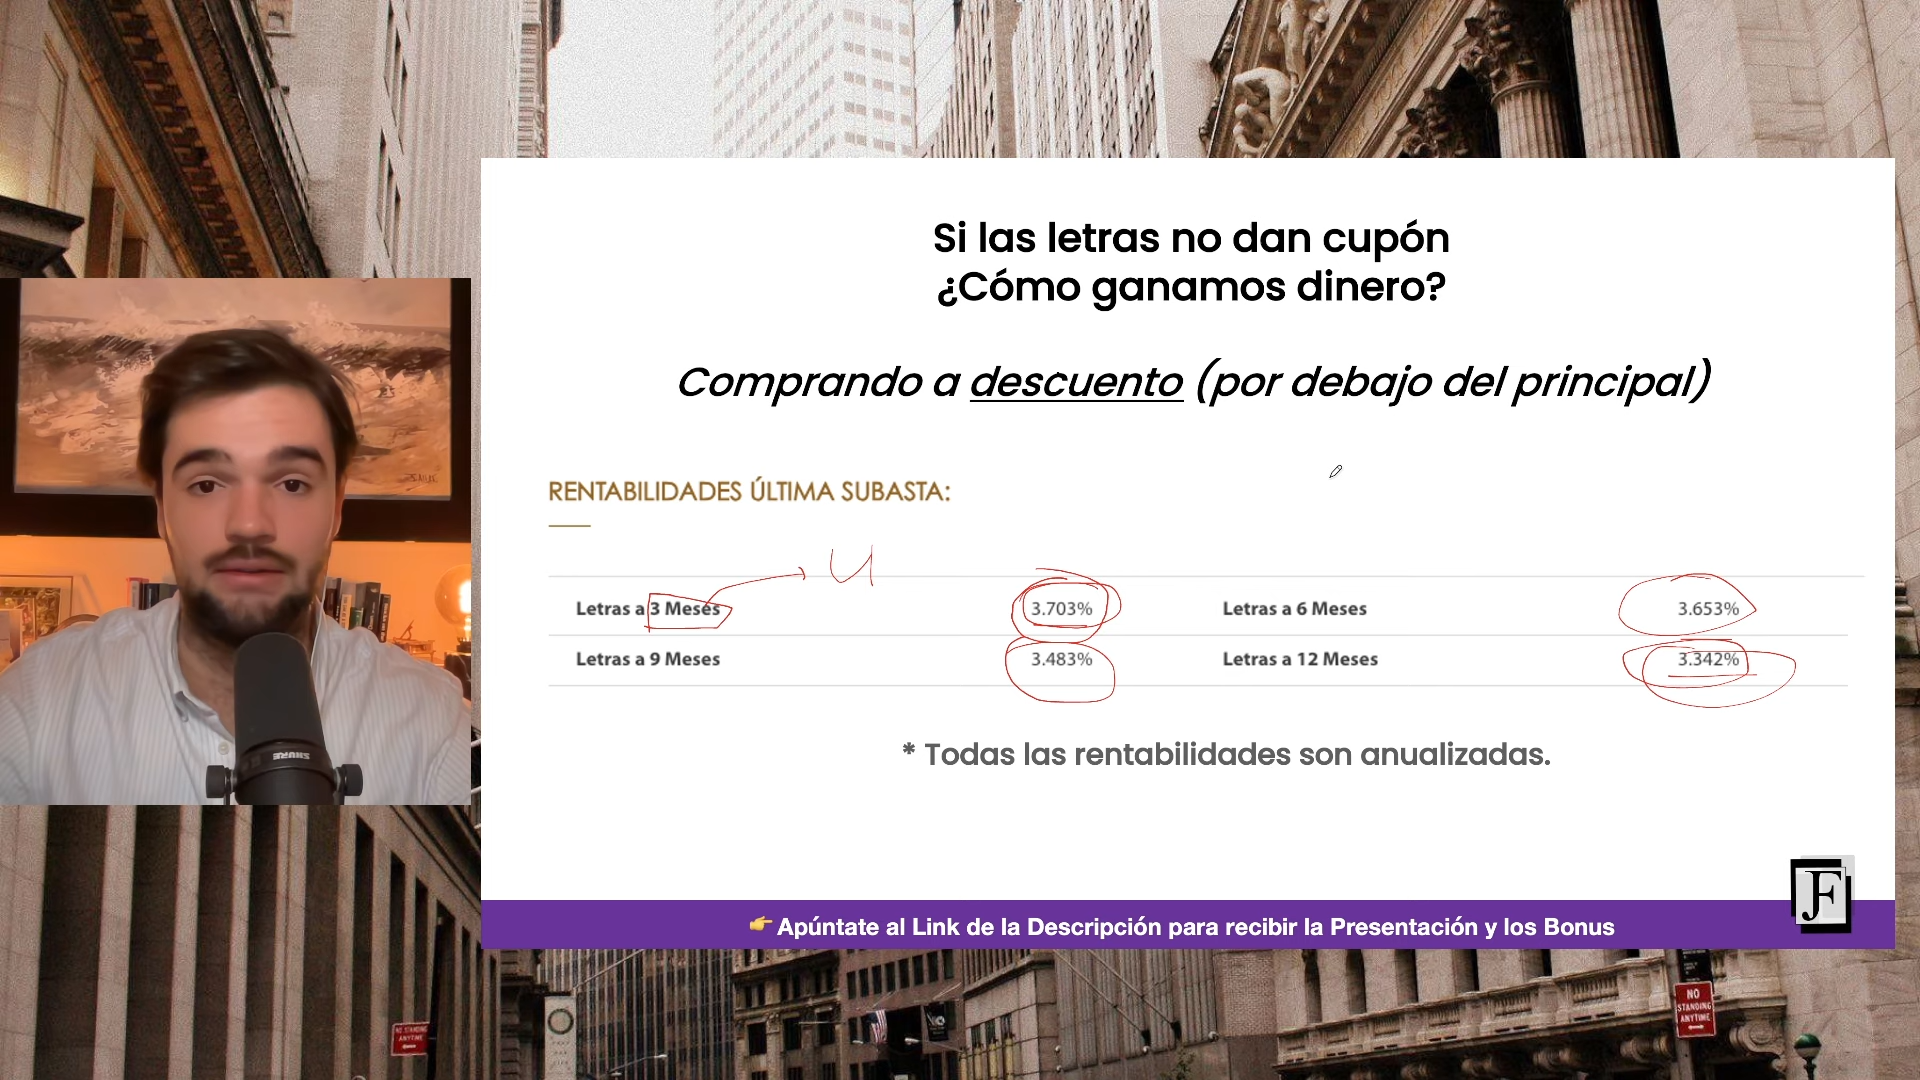 Si las letras no dan cupón
¿Cómo ganamos dinero?
Comprando a descuento (por debajo del principal)
RENTABILIDADES ÚLTIMA SUBASTA:
Letras a 3 Meses 3.703% Letras a 6 Meses 3.653%
Letras a 9 Meses 3.483% Letras a 12 Meses 3.342%
* Todas las rentabilidades son anualizadas.
JF
👉 Apúntate al Link de la Descripción para recibir la Presentación y los Bonus
SHURE
NO STANDING ANYTIME
NO STANDING ANYTIME